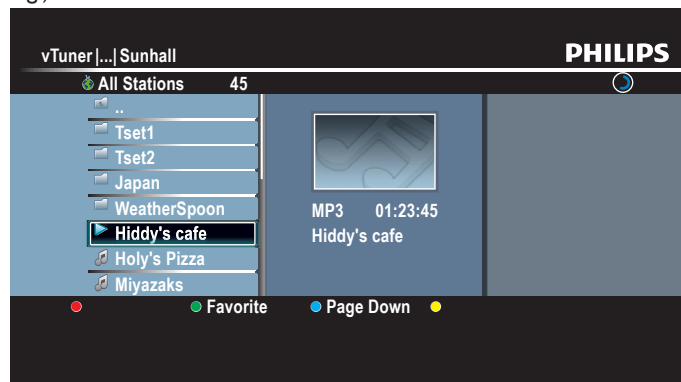 vTuner|...| Sunhall
PHILIPS
All Stations 45
..
Tset1
Tset2
Japan
WeatherSpoon
Hiddy's cafe
Holy's Pizza
Miyazaks
MP3 01:23:45
Hiddy's cafe
Favorite Page Down